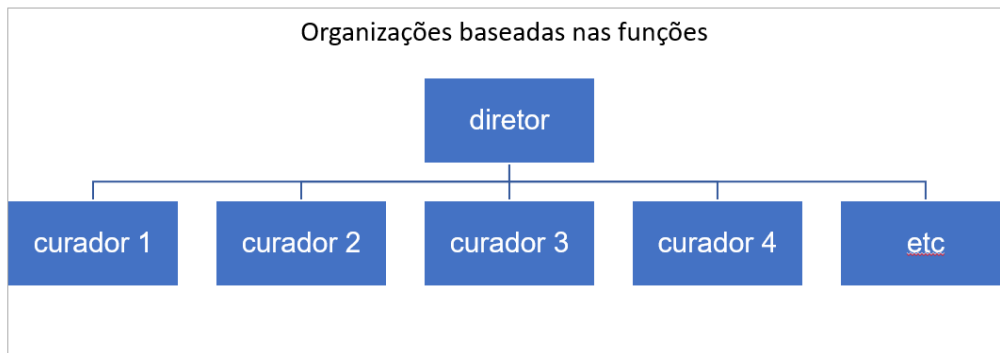 Organizações baseadas nas funções
diretor
curador 1
curador 2
curador 3
curador 4
etc